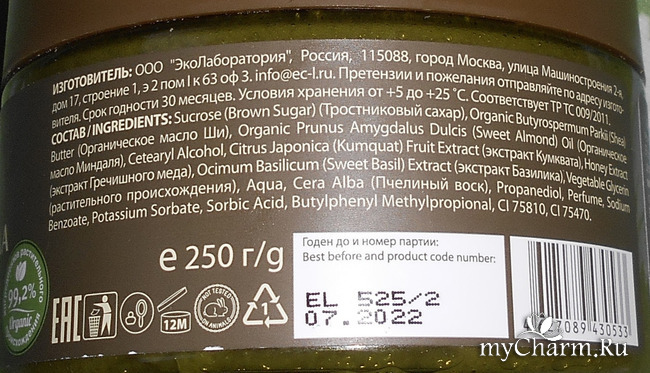 ИЗГОТОВИТЕЛЬ: ООО "ЭкоЛаборатория", Россия, 115088, город Москва, улица Машиностроения 2-я,
дом 17, строение 1, э 2 пом I к 63 оф 3. info@ec-l.ru. Претензии и пожелания отправляйте по адресу изгото-
вителя. Срок годности 30 месяцев. Условия хранения от +5 до +25 °С. Соответствует ТР ТС 009/2011.
СОСТАВ / INGREDIENTS: Sucrose (Brown Sugar) (Тростниковый сахар), Organic Butyrospermum Parkii (Shea)
Butter (Органическое масло Ши), Organic Prunus Amygdalus Dulcis (Sweet Almond) Oil (Органическое
масло Миндаля), Cetearyl Alcohol, Citrus Japonica (Kumquat) Fruit Extract (экстракт Кумквата), Honey Extract
(экстракт Гречишного меда), Ocimum Basilicum (Sweet Basil) Extract (экстракт Базилика), Vegetable Glycerin
(растительного происхождения), Aqua, Cera Alba (Пчелиный воск), Propanediol, Perfume, Sodium
Benzoate, Potassium Sorbate, Sorbic Acid, Butylphenyl Methylpropional, CI 75810, CI 75470.
e 250 г/g
Годен до и номер партии:
Best before and product code number:
EL 525/2
07.2022
растительного
99,2%
Organic
происхождения
EAC
12M
NOT TESTED
ON ANIMALS
1
7089 430533
myCharm.Ru